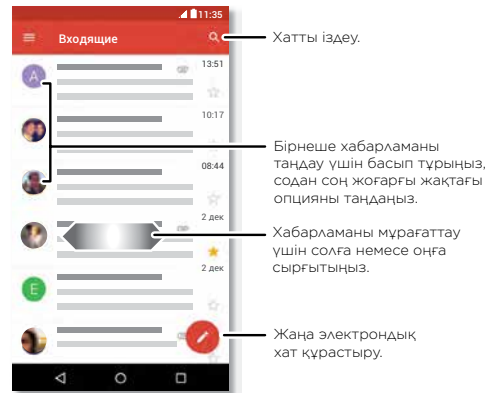 11:35
Входящие
Хатты іздеу.
A
13:51
10:17
08:44
Бірнеше хабарламаны
таңдау үшін басып тұрыңыз,
содан соң жоғарғы жақтағы
опцияны таңдаңыз.
2 дек
Хабарламаны мұрағаттау
үшін солға немесе оңға
сырғытыңыз.
2 дек
E
Жаңа электрондық
хат құрастыру.